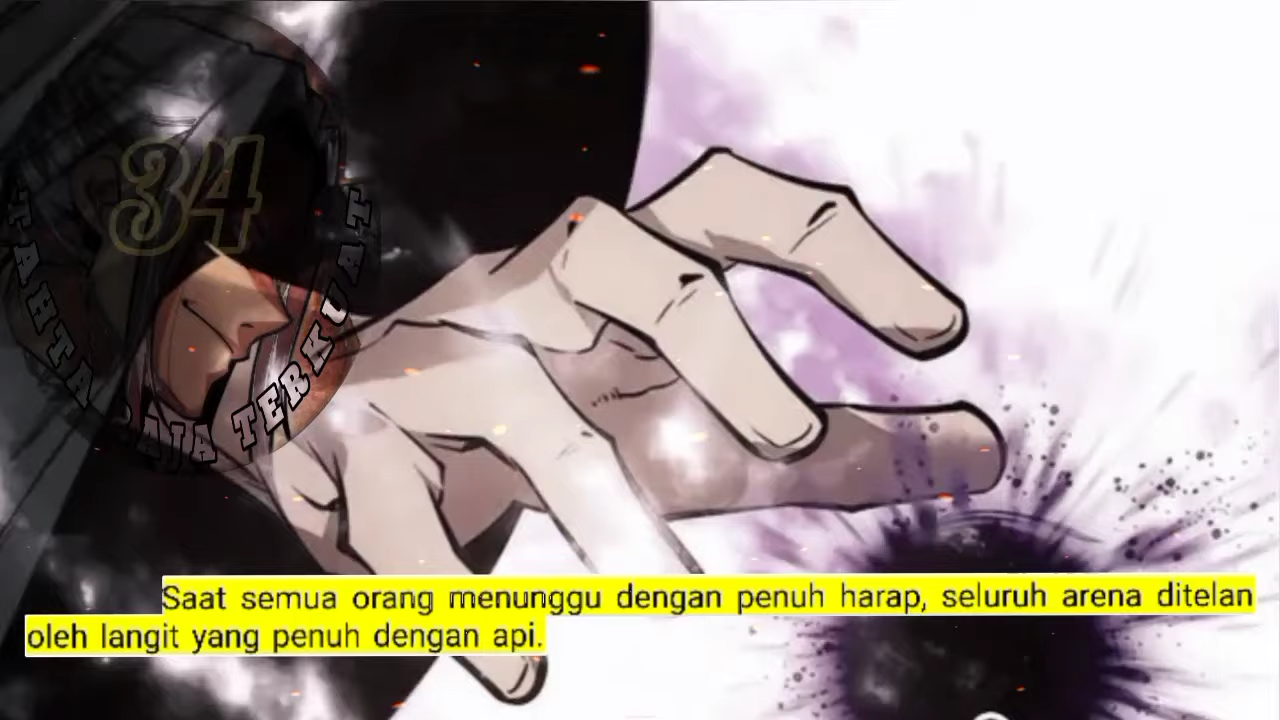 34
TAHTA RAJA TERKUAT
Saat semua orang menunggu dengan penuh harap, seluruh arena ditelan
oleh langit yang penuh dengan api.